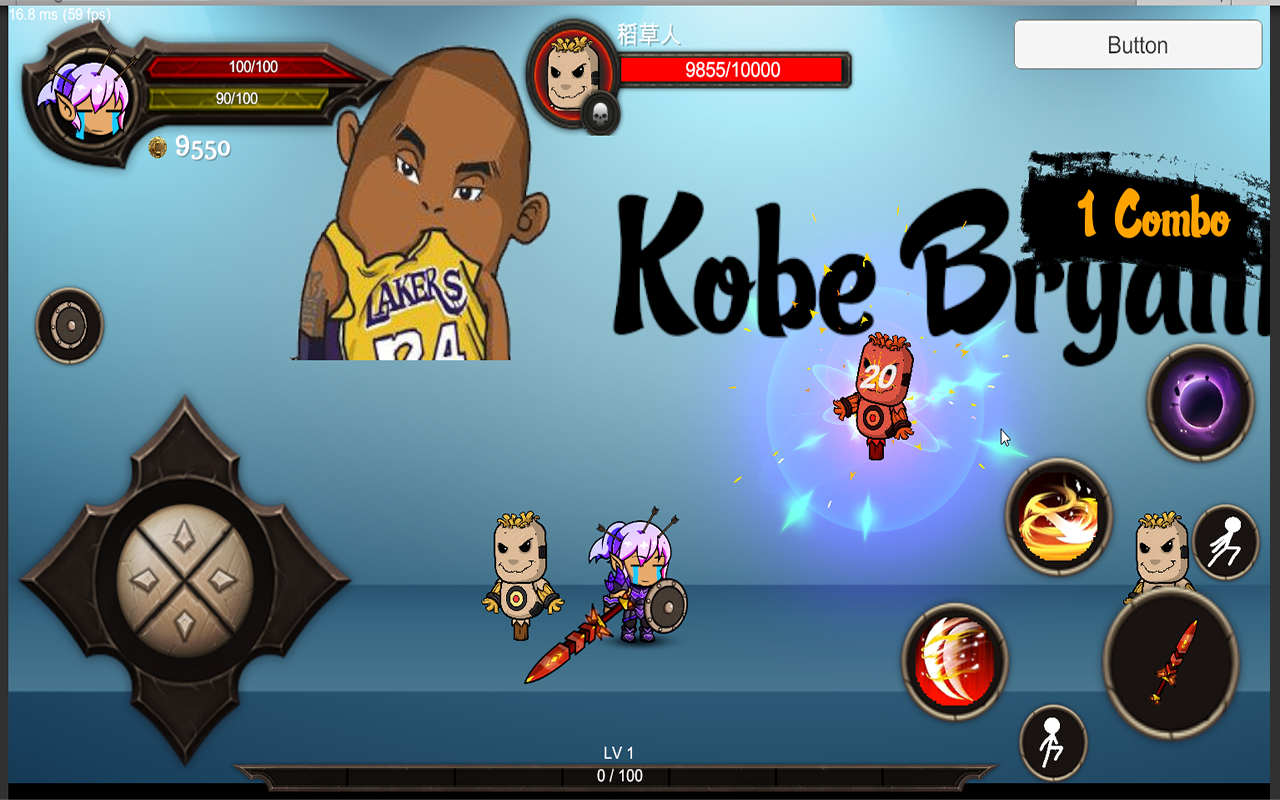 16.8 ms (59 fps)
稻草人
Button
100/100
9855/10000
90/100
9550
1 Combo
Kobe Bryant
LAKERS
24
20
LV 1
0 / 100